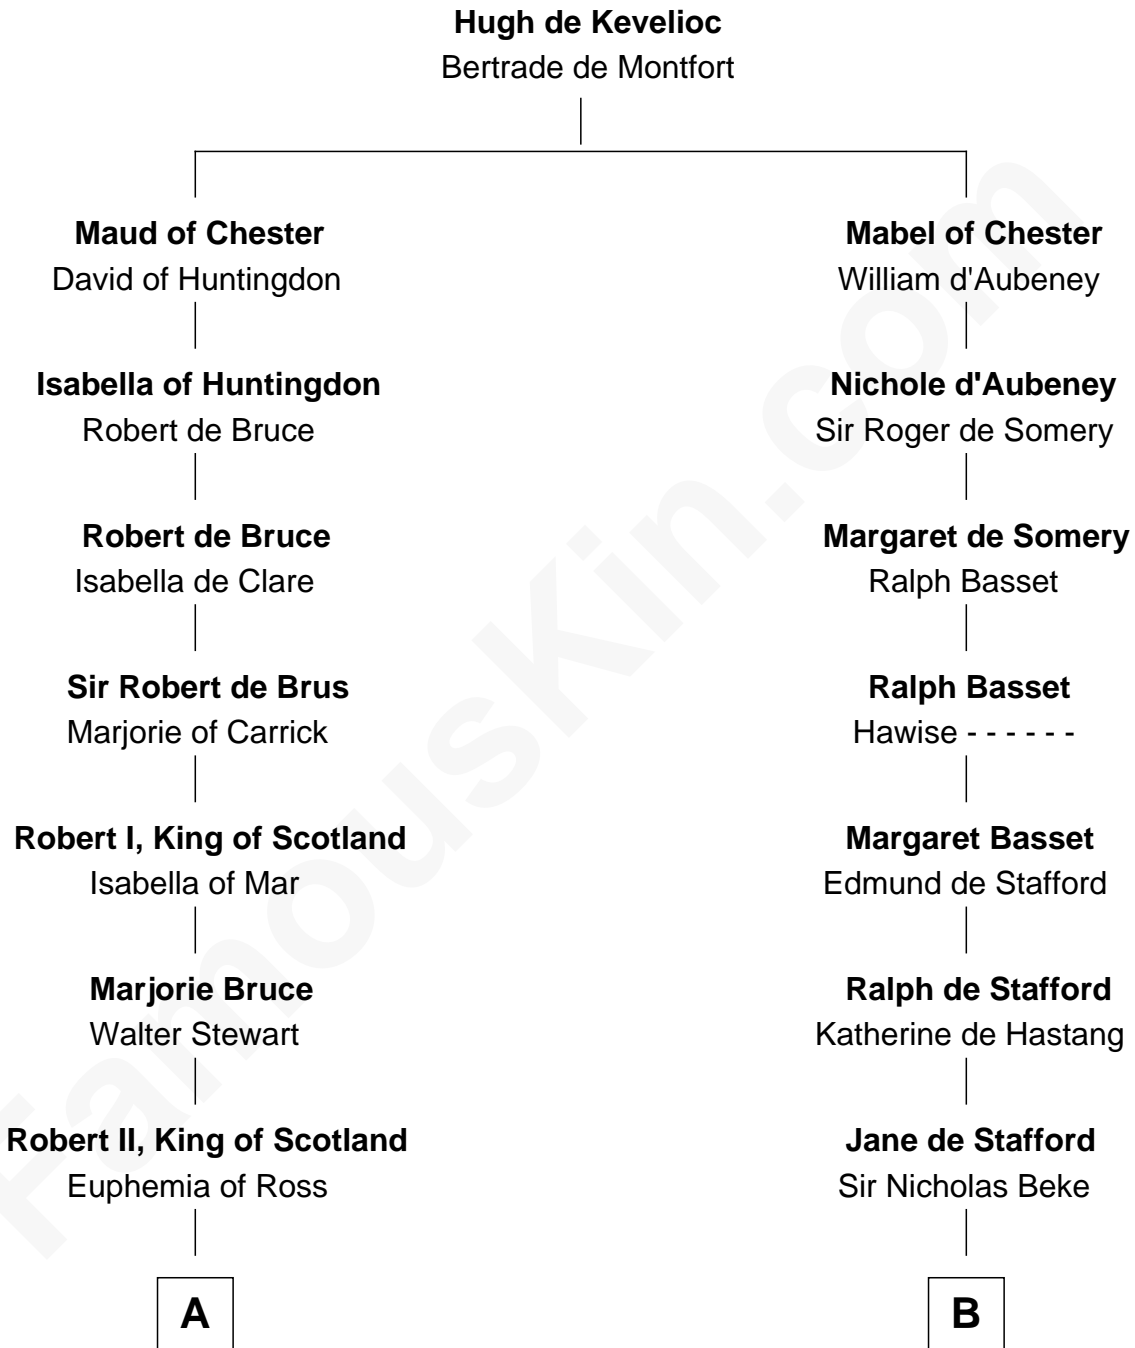 Hugh de Kevelioc
Bertrade de Montfort
Maud of Chester
David of Huntingdon
Mabel of Chester
William d'Aubeney
Isabella of Huntingdon
Robert de Bruce
Nichole d'Aubeney
Sir Roger de Somery
Robert de Bruce
Isabella de Clare
Margaret de Somery
Ralph Basset
Sir Robert de Brus
Marjorie of Carrick
Ralph Basset
Hawise - - - - - -
Robert I, King of Scotland
Isabella of Mar
Margaret Basset
Edmund de Stafford
Marjorie Bruce
Walter Stewart
Ralph de Stafford
Katherine de Hastang
Robert II, King of Scotland
Euphemia of Ross
Jane de Stafford
Sir Nicholas Beke
A
B
FamousKin.com